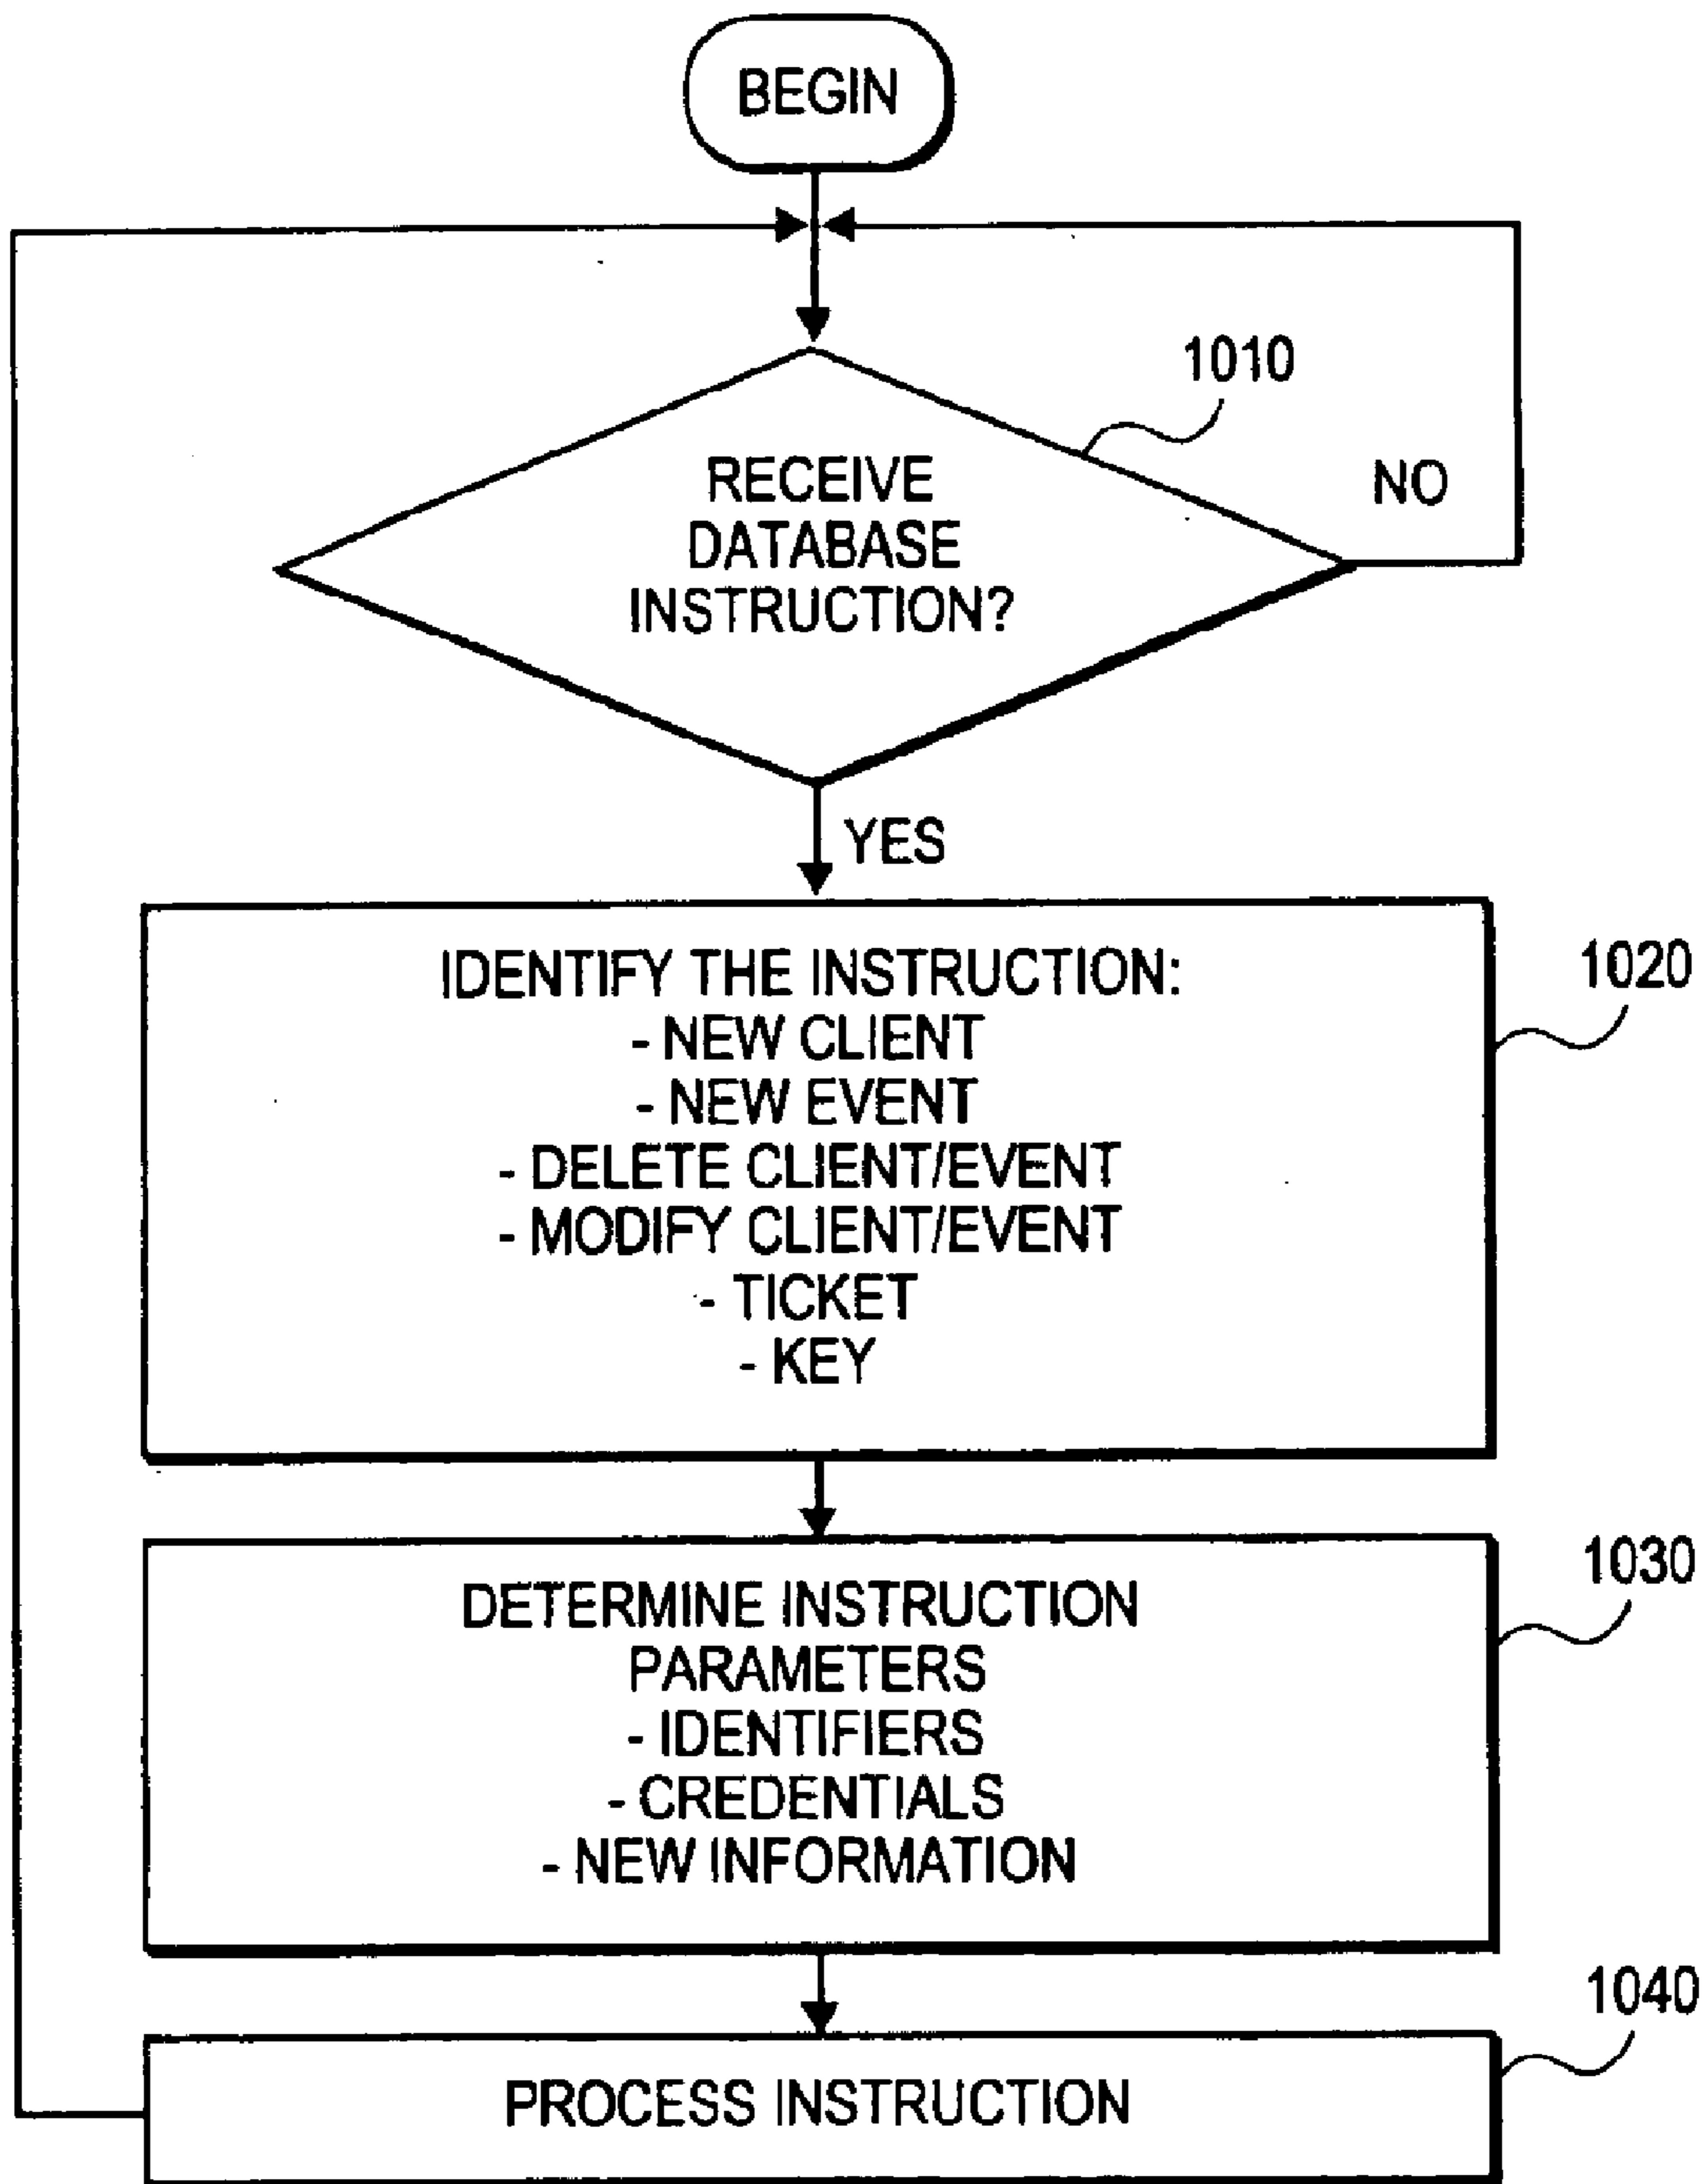 BEGIN
1010
RECEIVE
DATABASE
INSTRUCTION?
NO
YES
1020
IDENTIFY THE INSTRUCTION:
- NEW CLIENT
- NEW EVENT
- DELETE CLIENT/EVENT
- MODIFY CLIENT/EVENT
- TICKET
- KEY
1030
DETERMINE INSTRUCTION
PARAMETERS
- IDENTIFIERS
- CREDENTIALS
- NEW INFORMATION
1040
PROCESS INSTRUCTION